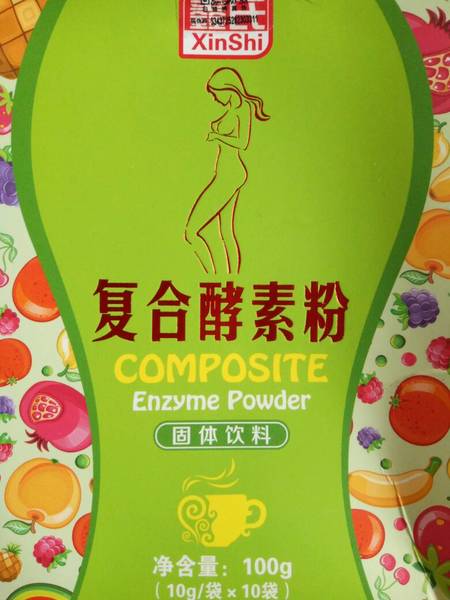 XinShi
复合酵素粉
COMPOSITE
Enzyme Powder
固体饮料
净含量：100g
(10g/袋×10袋)